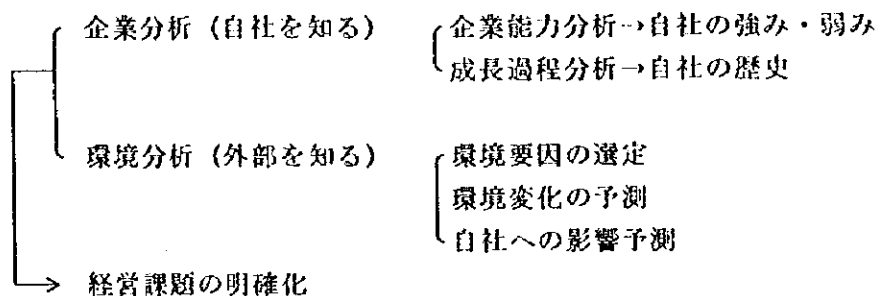 企業分析（自社を知る） 企業能力分析→自社の強み・弱み
成長過程分析→自社の歴史
環境分析（外部を知る） 環境要因の選定
環境変化の予測
自社への影響予測
経営課題の明確化